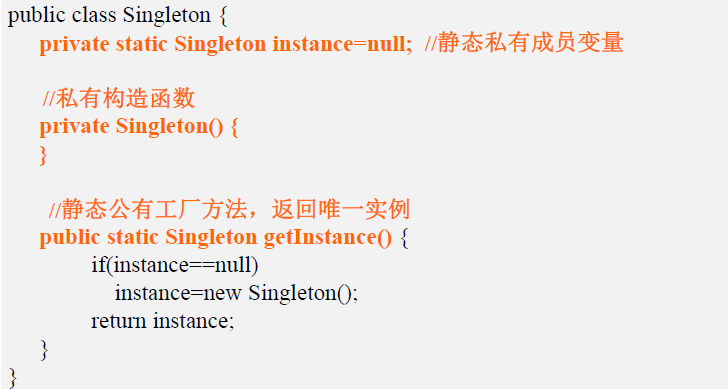 public class Singleton {
private static Singleton instance=null;  //静态私有成员变量
//私有构造函数
private Singleton() {
}
//静态公有工厂方法，返回唯一实例
public static Singleton getInstance() {
if(instance==null)
instance=new Singleton();
return instance;
}
}